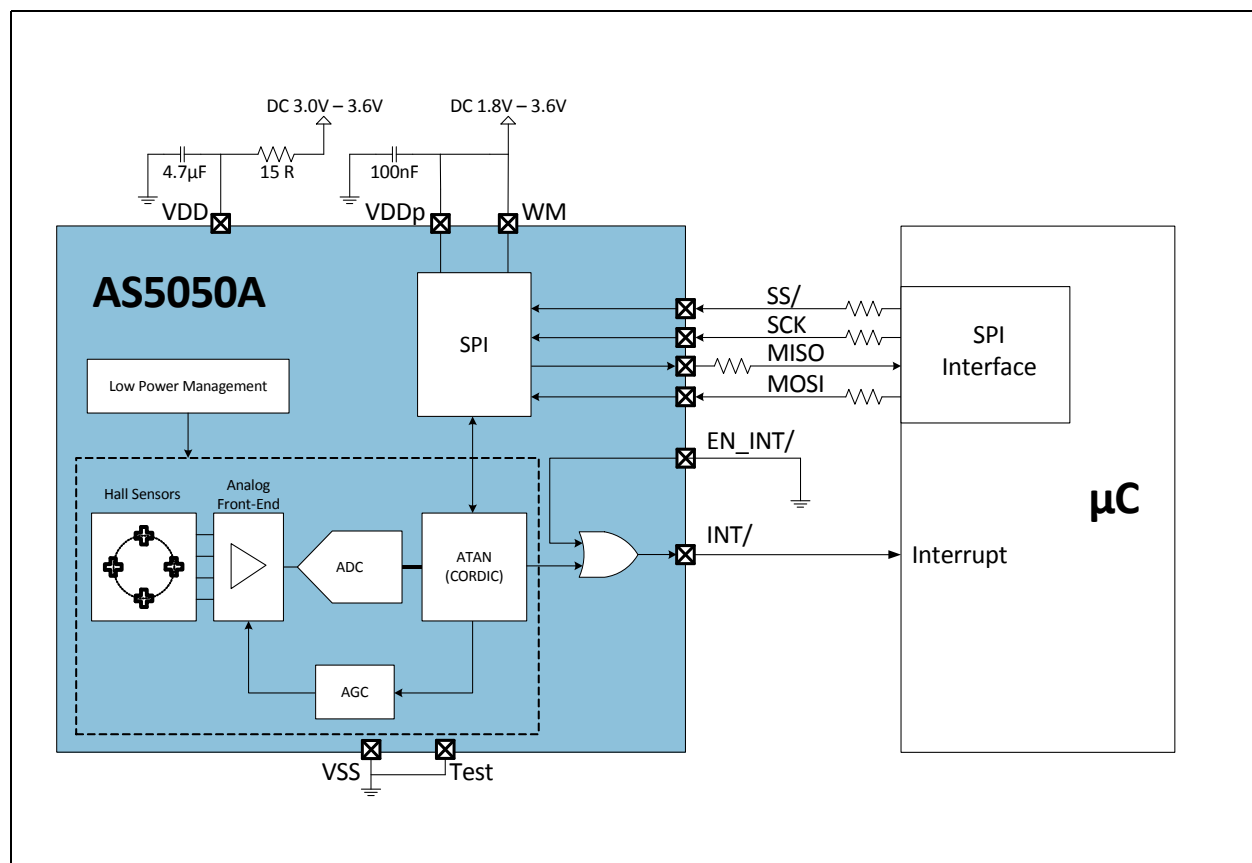 DC 3.0V – 3.6V
DC 1.8V – 3.6V
4.7µF
15 R
100nF
VDD
VDDp
WM
AS5050A
SPI
SS/
SCK
MISO
MOSI
SPI
Interface
Low Power Management
EN_INT/
µC
Hall Sensors
Analog
Front-End
ADC
ATAN
(CORDIC)
INT/
Interrupt
AGC
VSS
Test